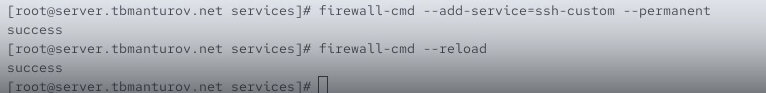 [root@server.tbmanturov.net services]# firewall-cmd --add-service=ssh-custom --permanent
success
[root@server.tbmanturov.net services]# firewall-cmd --reload
success
[root@server.tbmanturov.net services]#